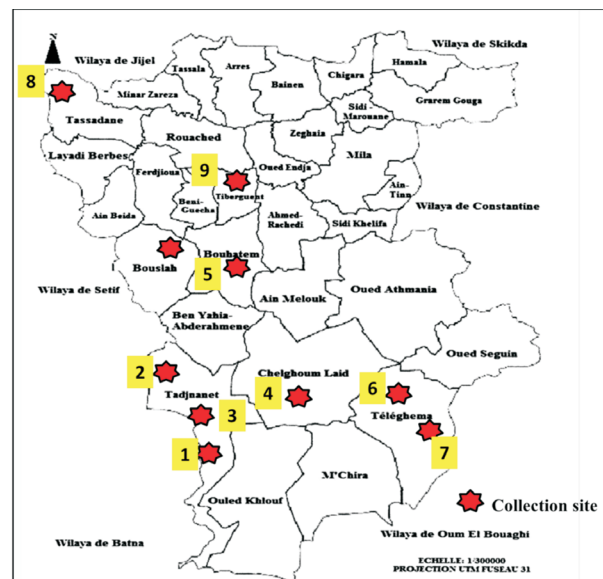 N
Wilaya de Jijel
Wilaya de Skikda
8
Tassala
Arres
Bainen
Chigara
Hamala
Minar Zareza
Grarem Gouga
Tassadane
Sidi
Marouane
Rouached
Zeghaia
Layadi Berbes
Mila
9
Ferdjioua
Oued Endja
Tiberguent
Ain-
Tinn
Beni-
Guecha
Ain Beida
Ahmed-
Rachedi
Sidi Khelifa
Wilaya de Constantine
Bouhatem
Bouslah
5
Wilaya de Setif
Ain Melouk
Oued Athmania
Ben Yahia-
Abderahmene
Oued Seguin
2
Chelghoum Laid
4
6
Tadjnanet
3
Téléghema
1
7
M'Chira
Ouled Khlouf
Collection site
Wilaya de Oum El Bouaghi
Wilaya de Batna
ECHELLE: 1/300000
PROJECTION UTM FUSEAU 31